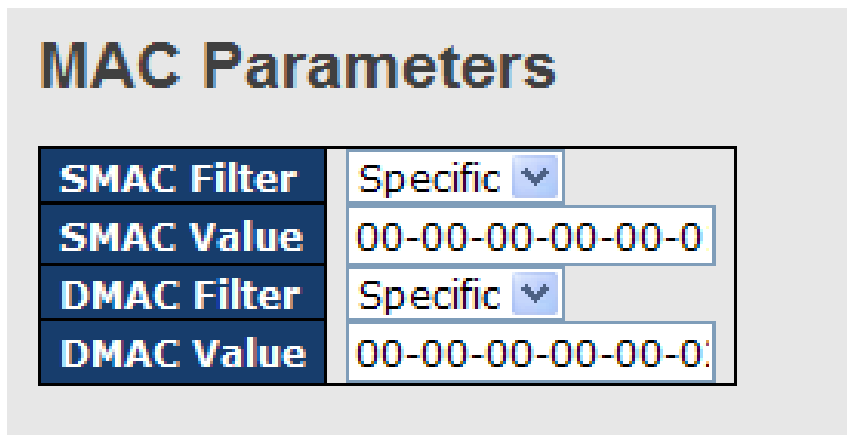 MAC Parameters
SMAC Filter Specific
SMAC Value 00-00-00-00-00-0
DMAC Filter Specific
DMAC Value 00-00-00-00-00-0